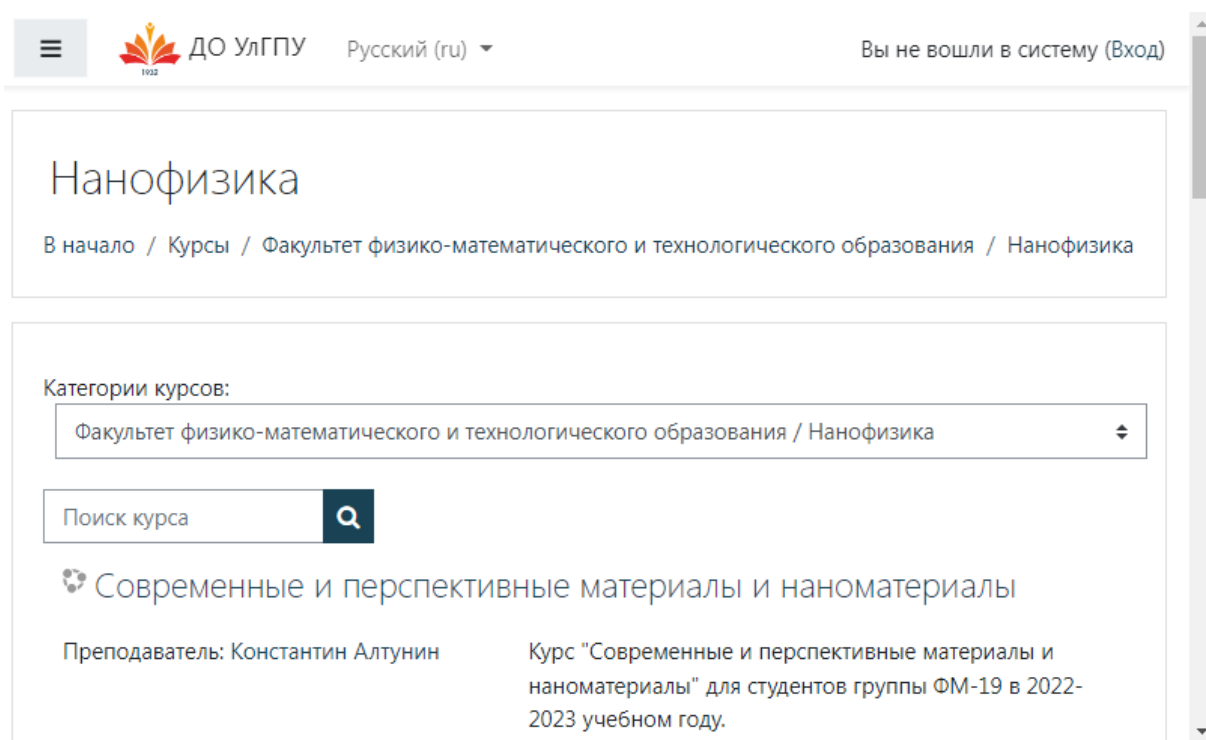 ДО УлГПУ Русский (ru) Вы не вошли в систему (Вход)
1932
Нанофизика
В начало / Курсы / Факультет физико-математического и технологического образования / Нанофизика
Категории курсов:
Факультет физико-математического и технологического образования / Нанофизика
Поиск курса
Современные и перспективные материалы и наноматериалы
Преподаватель: Константин Алтунин
Курс "Современные и перспективные материалы и
наноматериалы" для студентов группы ФМ-19 в 2022-
2023 учебном году.